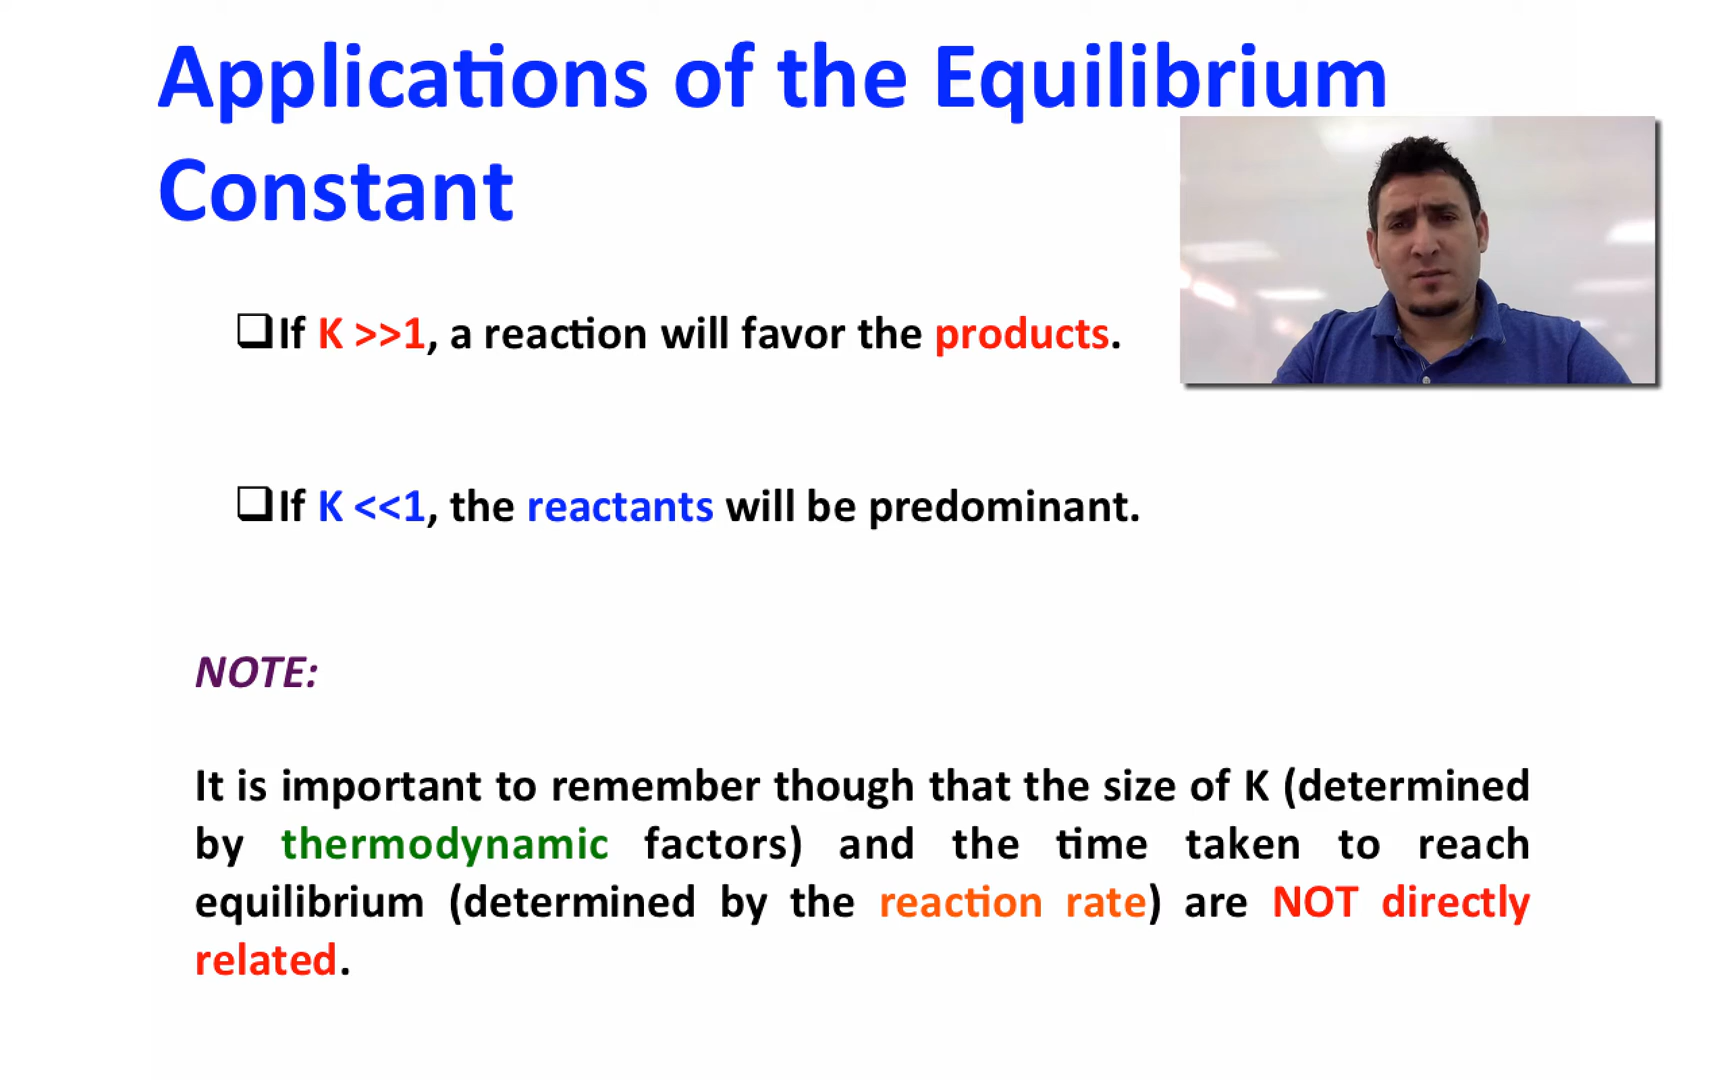 Applications of the Equilibrium
Constant
❑If K >>1, a reaction will favor the products.
❑If K <<1, the reactants will be predominant.
NOTE:
It is important to remember though that the size of K (determined
by thermodynamic factors) and the time taken to reach
equilibrium (determined by the reaction rate) are NOT directly
related.